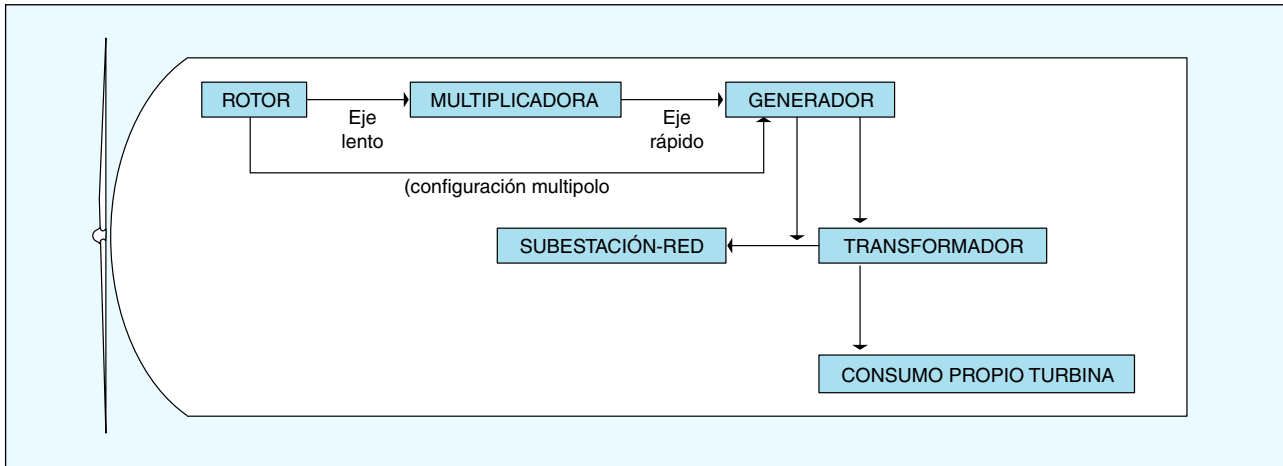 ROTOR
MULTIPLICADORA
GENERADOR
Eje
lento
Eje
rápido
(configuración multipolo
SUBESTACIÓN-RED
TRANSFORMADOR
CONSUMO PROPIO TURBINA